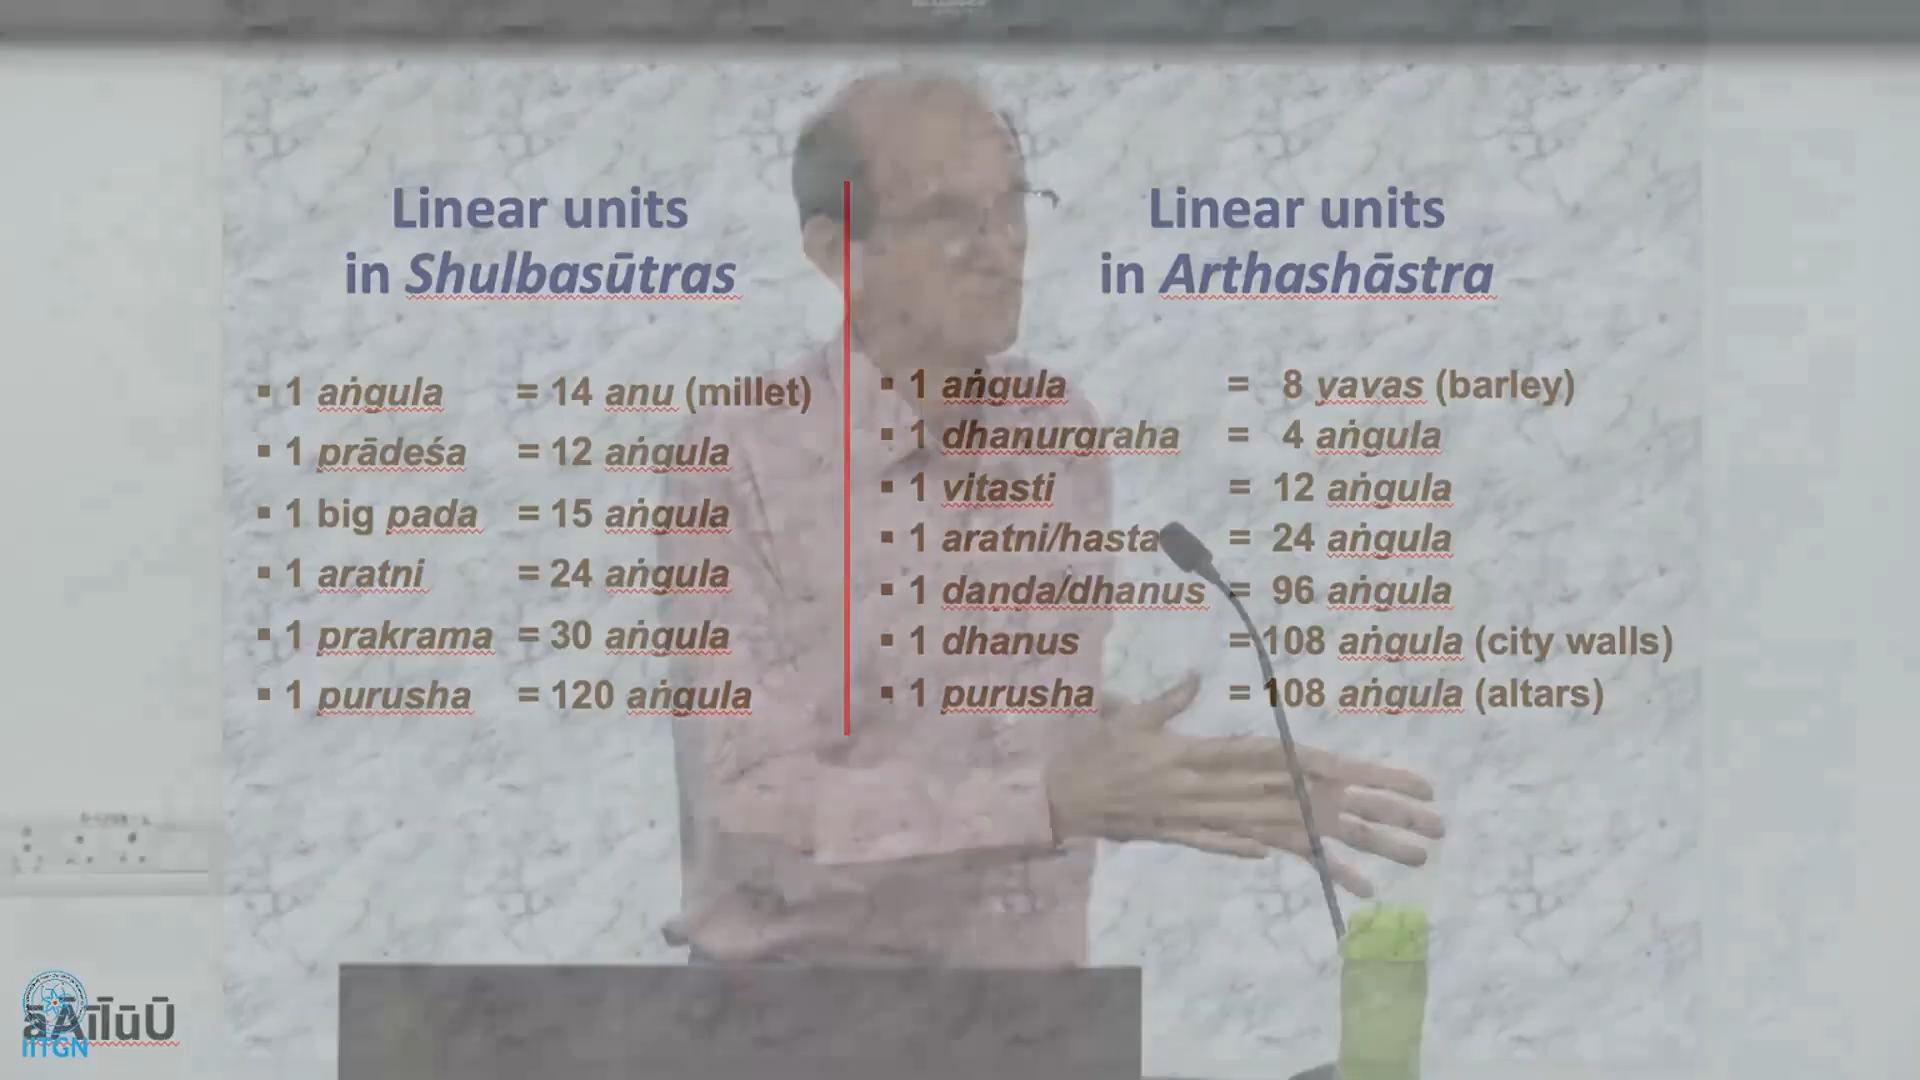 Linear units
in Shulbasūtras
▪ 1 aṅgula = 14 anu (millet)
▪ 1 prādeśa = 12 aṅgula
▪ 1 big pada = 15 aṅgula
▪ 1 aratni = 24 aṅgula
▪ 1 prakrama = 30 aṅgula
▪ 1 purusha = 120 aṅgula
Linear units
in Arthashāstra
▪ 1 aṅgula = 8 yavas (barley)
▪ 1 dhanurgraha = 4 aṅgula
▪ 1 vitasti = 12 aṅgula
▪ 1 aratni/hasta = 24 aṅgula
▪ 1 danda/dhanus = 96 aṅgula
▪ 1 dhanus = 108 aṅgula (city walls)
▪ 1 purusha = 108 aṅgula (altars)
āĀīĪūŪ
IITGN